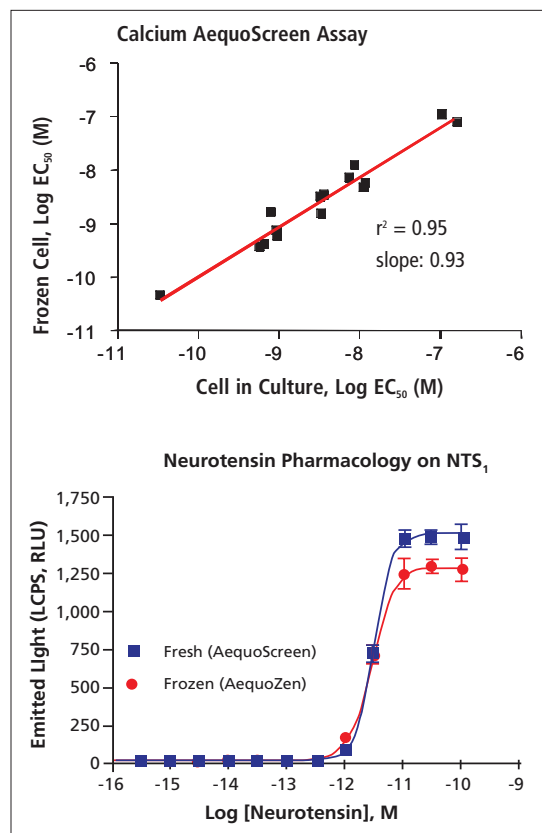 Calcium AequoScreen Assay
-6
-7
-8
-9
-10
-11
Frozen Cell, Log EC₅₀ (M)
r² = 0.95
slope: 0.93
-11 -10 -9 -8 -7 -6
Cell in Culture, Log EC₅₀ (M)
Neurotensin Pharmacology on NTS₁
1,750
1,500
1,250
1,000
750
500
250
0
Emitted Light (LCPS, RLU)
Fresh (AequoScreen)
Frozen (AequoZen)
-16 -15 -14 -13 -12 -11 -10 -9
Log [Neurotensin], M